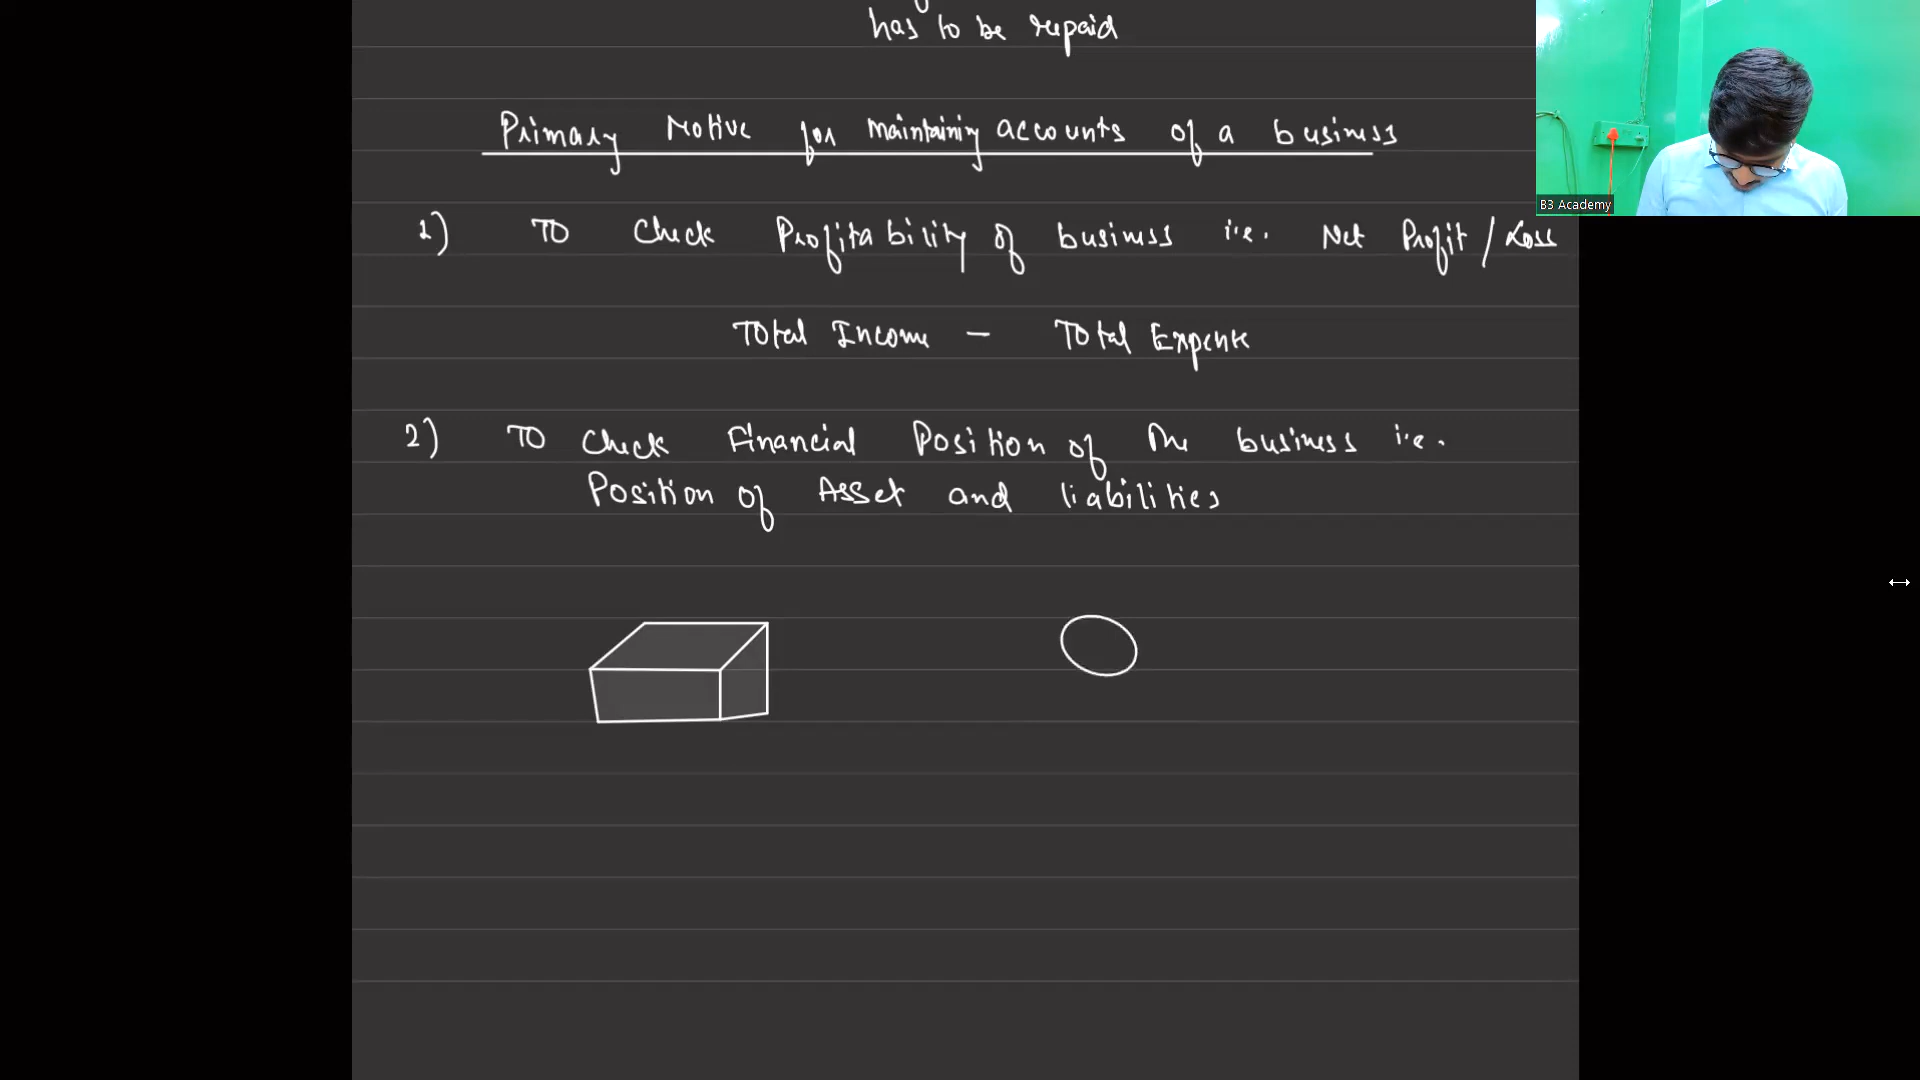 has to be repaid
Primary Motive for maintaining accounts of a business
B3 Academy
1) To Check Profitability of business i.e. Net Profit / Loss
Total Income - Total Expense
2) To Check Financial Position of the business i.e.
Position of Asset and liabilities